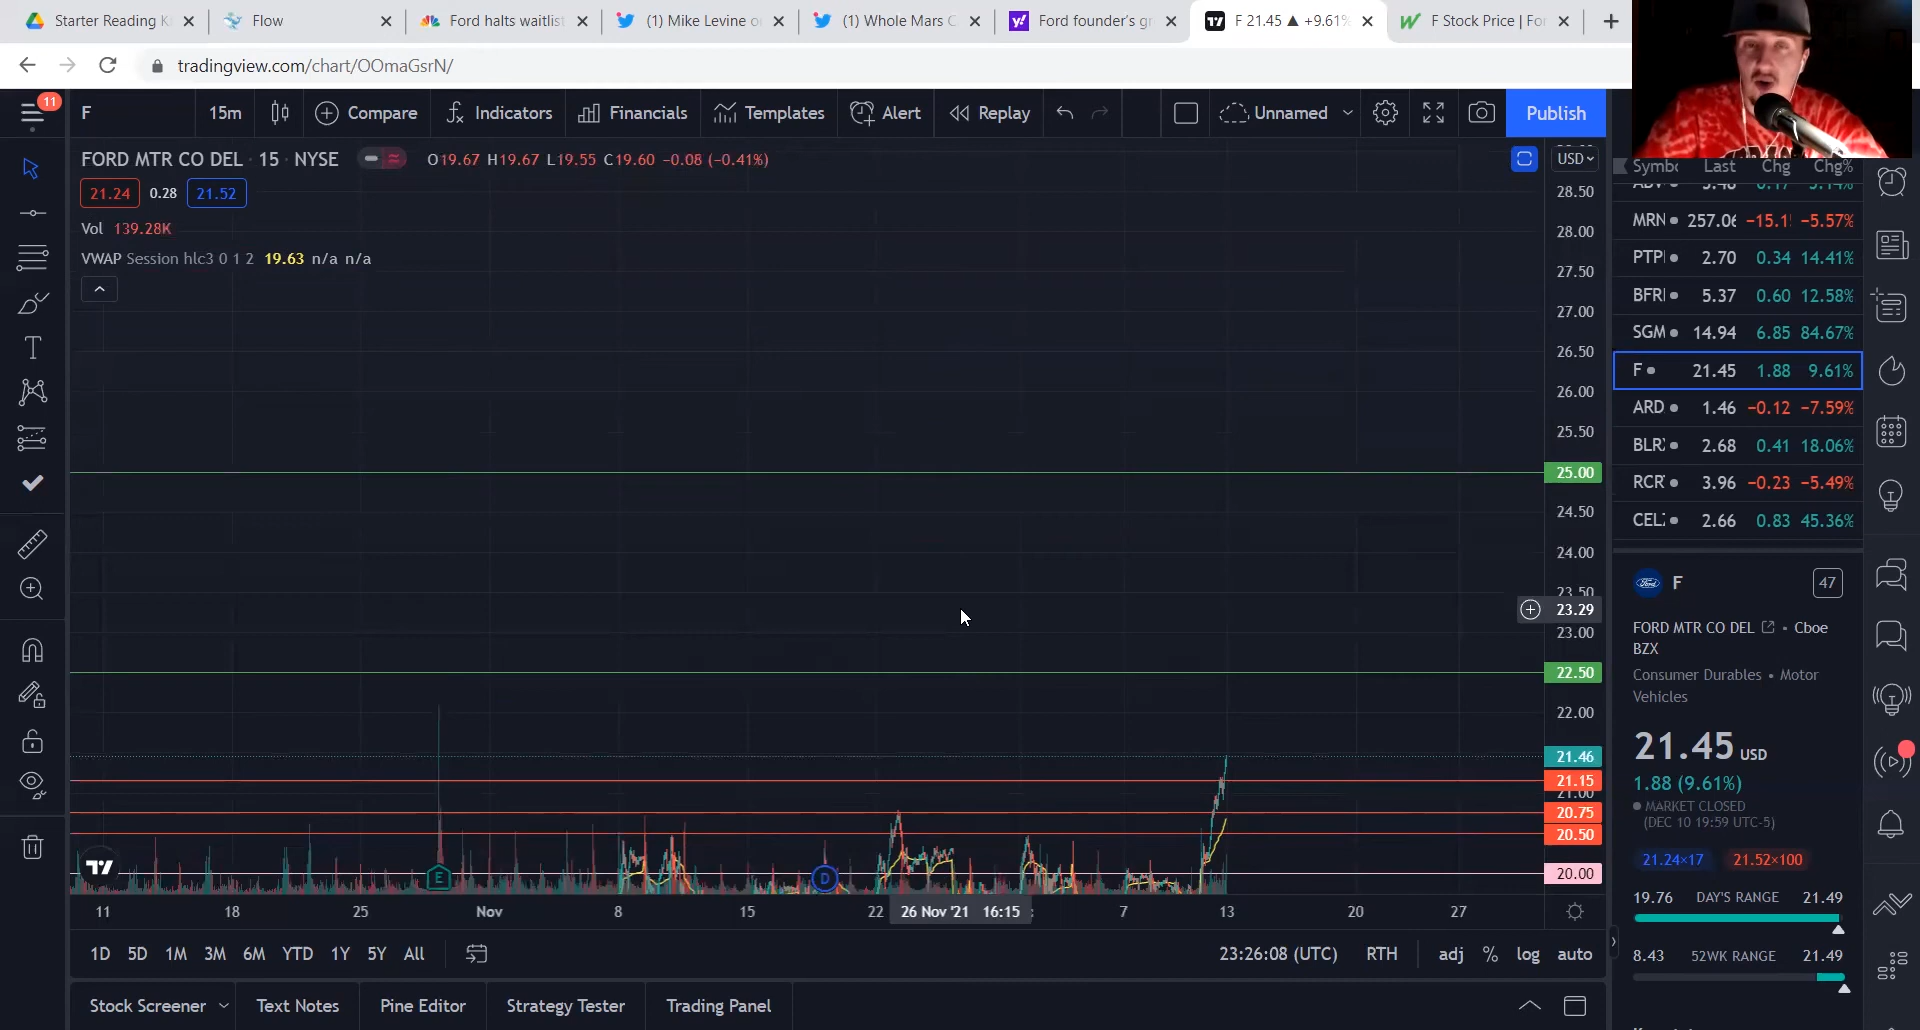 Starter Reading K
Flow
Ford halts waitlist
(1) Mike Levine o
(1) Whole Mars C
Ford founder's gr
F 21.45 ▲ +9.61%
F Stock Price | For
tradingview.com/chart/OOmaGsrN/
11
F
15m
Compare
Indicators
Financials
Templates
Alert
Replay
Unnamed
Publish
FORD MTR CO DEL · 15 · NYSE
O19.67 H19.67 L19.55 C19.60 −0.08 (−0.41%)
21.24 0.28 21.52
Vol 139.28K
VWAP Session hlc3 0 1 2 19.63 n/a n/a
USD
28.50
28.00
27.50
27.00
26.50
26.00
25.50
25.00
24.50
24.00
23.50
23.29
23.00
22.50
22.00
21.46
21.15
21.00
20.75
20.50
20.00
E
D
11 18 25 Nov 8 15 22 26 Nov '21 16:15 7 13 20 27
1D 5D 1M 3M 6M YTD 1Y 5Y All
23:26:08 (UTC) RTH adj % log auto
Stock Screener
Text Notes
Pine Editor
Strategy Tester
Trading Panel
Last Chg Chg%
MRN 257.06 −15.1 −5.57%
PTP 2.70 0.34 14.41%
BFRI 5.37 0.60 12.58%
SGM 14.94 6.85 84.67%
F 21.45 1.88 9.61%
ARD 1.46 −0.12 −7.59%
BLR 2.68 0.41 18.06%
RCR 3.96 −0.23 −5.49%
CEL 2.66 0.83 45.36%
F
47
FORD MTR CO DEL • Cboe
BZX
Consumer Durables • Motor
Vehicles
21.45 USD
1.88 (9.61%)
MARKET CLOSED
(DEC 10 19:59 UTC-5)
21.24×17 21.52×100
19.76 DAY'S RANGE 21.49
8.43 52WK RANGE 21.49